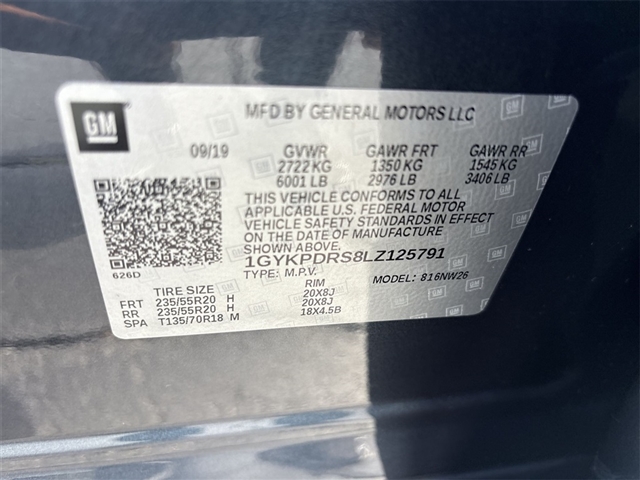 GM
MFD BY GENERAL MOTORS LLC
09/19 GVWR GAWR FRT GAWR RR
2722 KG 1350 KG 1545 KG
6001 LB 2976 LB 3406 LB
THIS VEHICLE CONFORMS TO ALL
APPLICABLE U.S. FEDERAL MOTOR
VEHICLE SAFETY STANDARDS IN EFFECT
ON THE DATE OF MANUFACTURE
SHOWN ABOVE.
1GYKPDRS8LZ125791
626D TYPE: M.P.V. MODEL: 816NW26
TIRE SIZE RIM
FRT 235/55R20 H 20X8J
RR 235/55R20 H 20X8J
SPA T135/70R18 M 18X4.5B